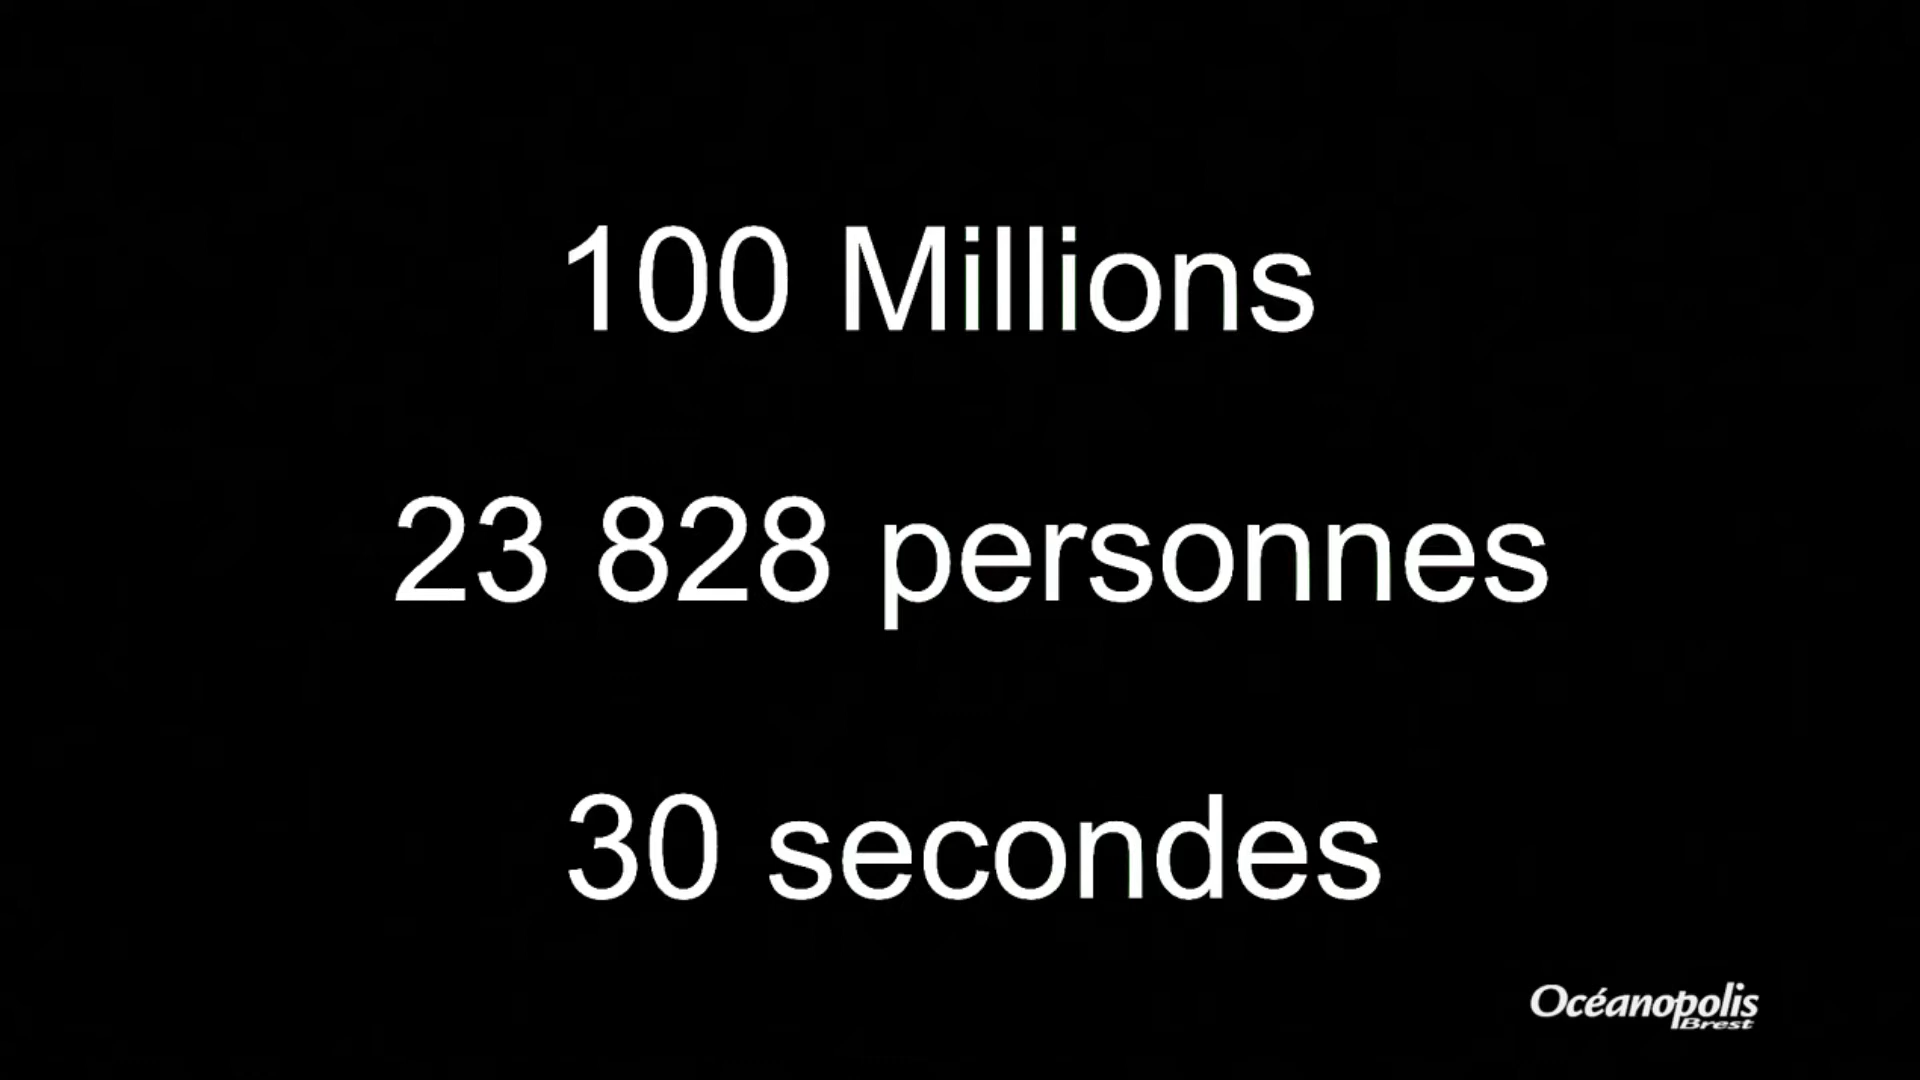 100 Millions
23 828 personnes
30 secondes
Océanopolis
Brest